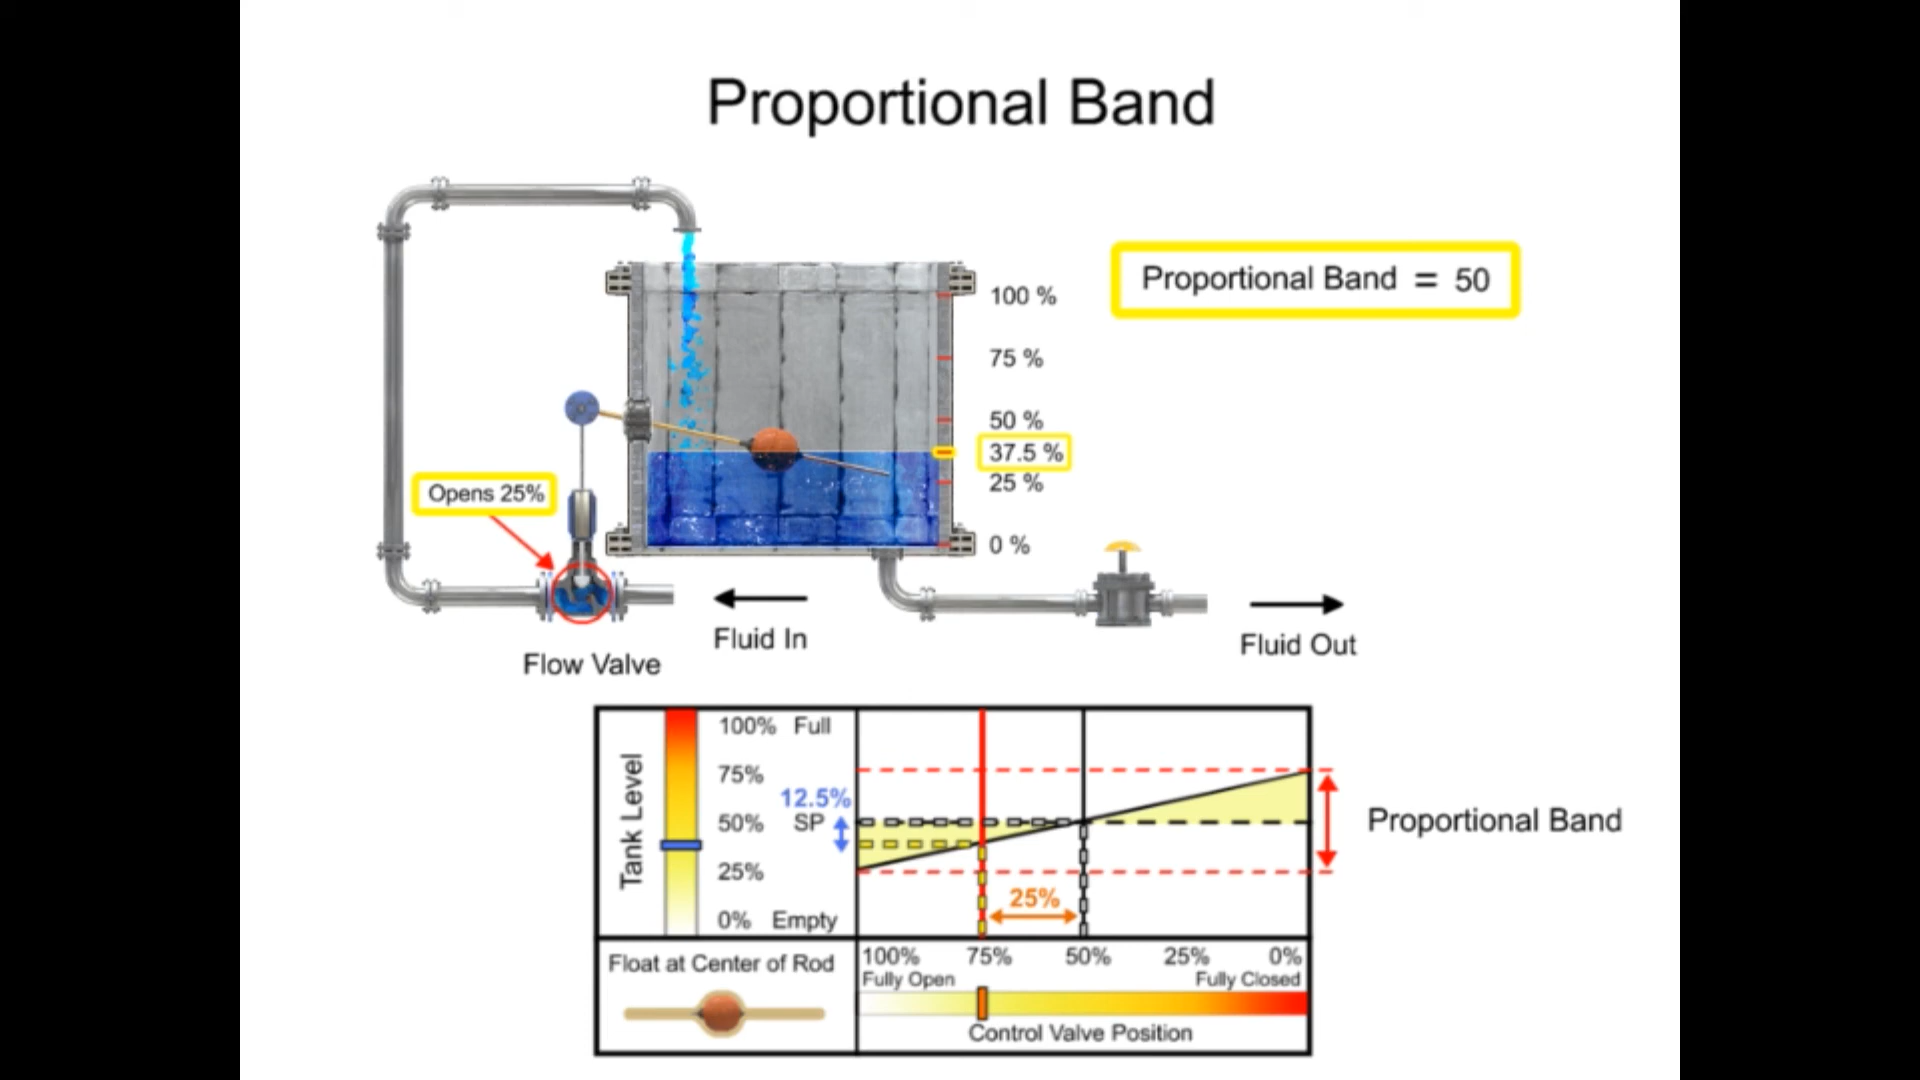 Proportional Band
Proportional Band = 50
100 %
75 %
50 %
37.5 %
25 %
0 %
Opens 25%
Fluid In
Flow Valve
Fluid Out
Tank Level
100% Full
75%
12.5%
50% SP
25%
0% Empty
25%
Proportional Band
Float at Center of Rod
100% 75% 50% 25% 0%
Fully Open Fully Closed
Control Valve Position